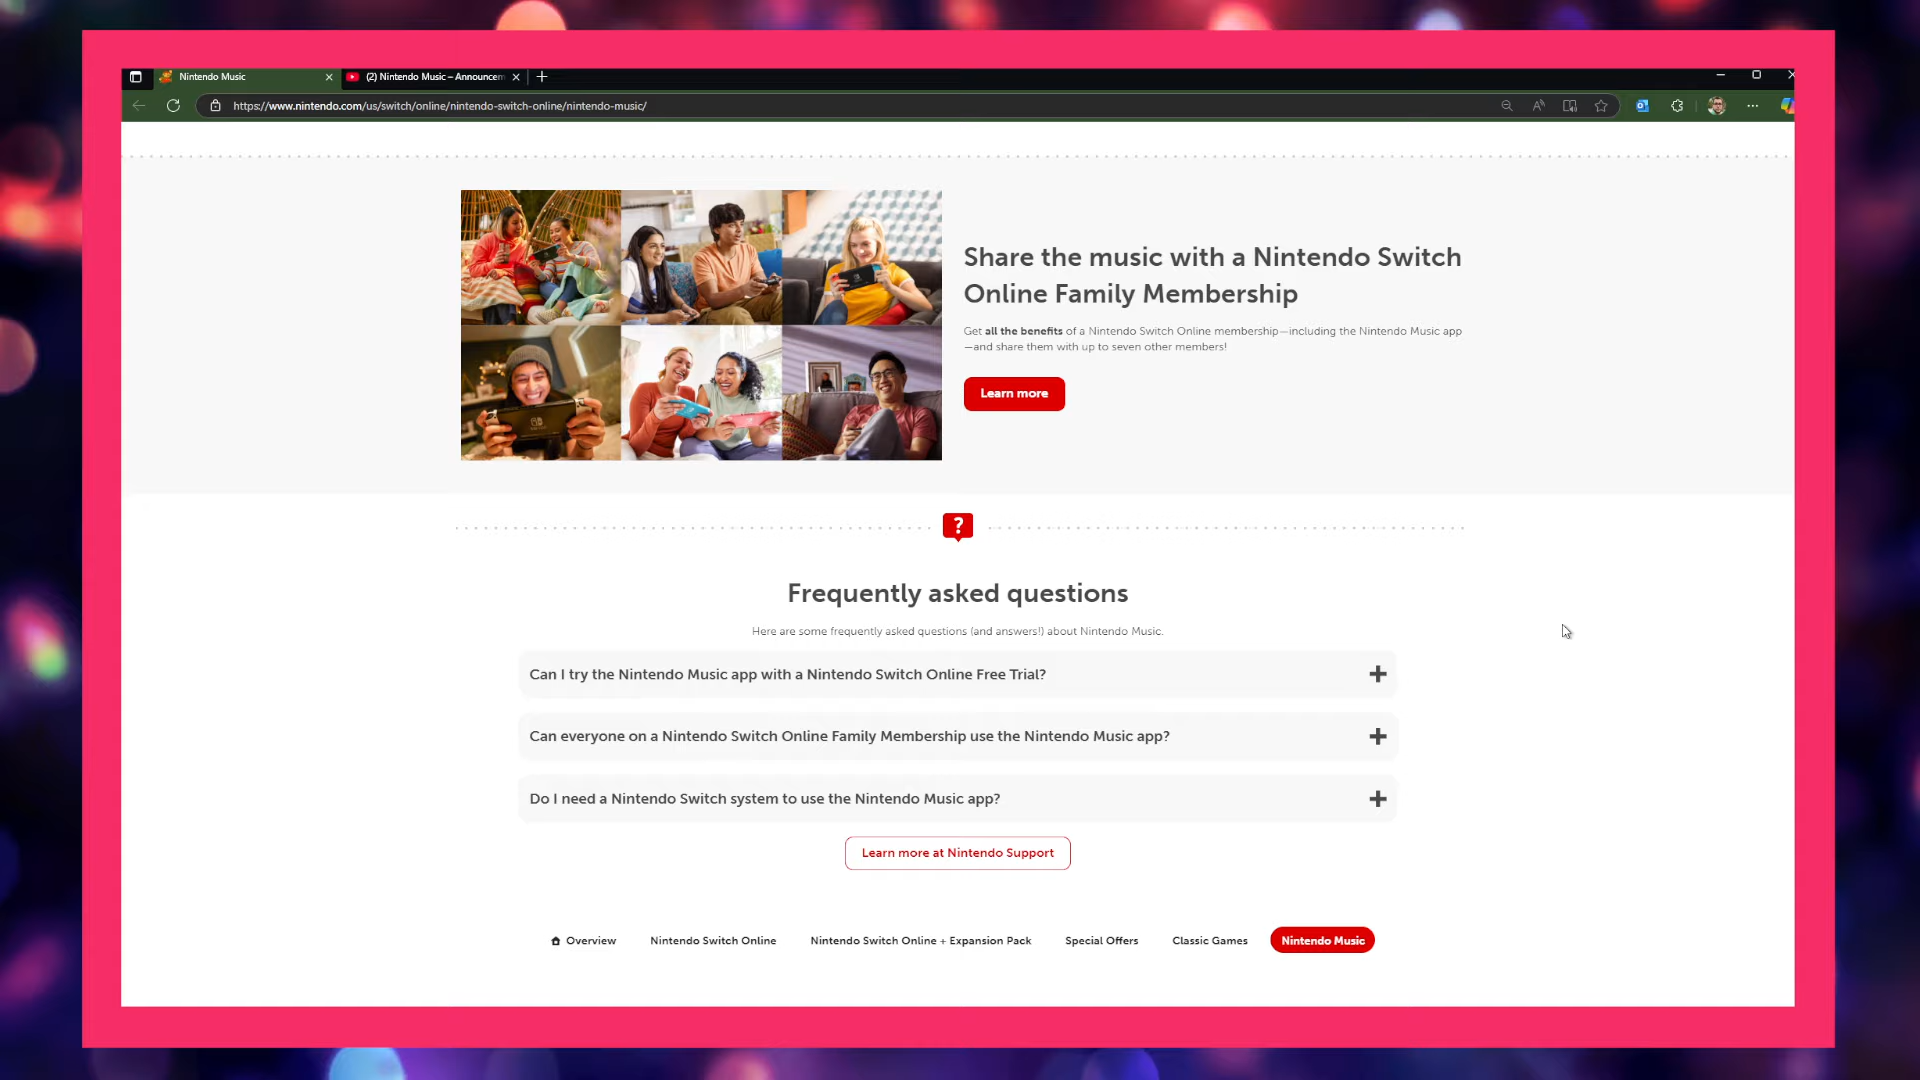 Nintendo Music
(2) Nintendo Music – Announcem
https://www.nintendo.com/us/switch/online/nintendo-switch-online/nintendo-music/
Share the music with a Nintendo Switch
Online Family Membership
Get all the benefits of a Nintendo Switch Online membership—including the Nintendo Music app
—and share them with up to seven other members!
Learn more
?
Frequently asked questions
Here are some frequently asked questions (and answers!) about Nintendo Music.
Can I try the Nintendo Music app with a Nintendo Switch Online Free Trial?
Can everyone on a Nintendo Switch Online Family Membership use the Nintendo Music app?
Do I need a Nintendo Switch system to use the Nintendo Music app?
Learn more at Nintendo Support
Overview Nintendo Switch Online Nintendo Switch Online + Expansion Pack Special Offers Classic Games Nintendo Music